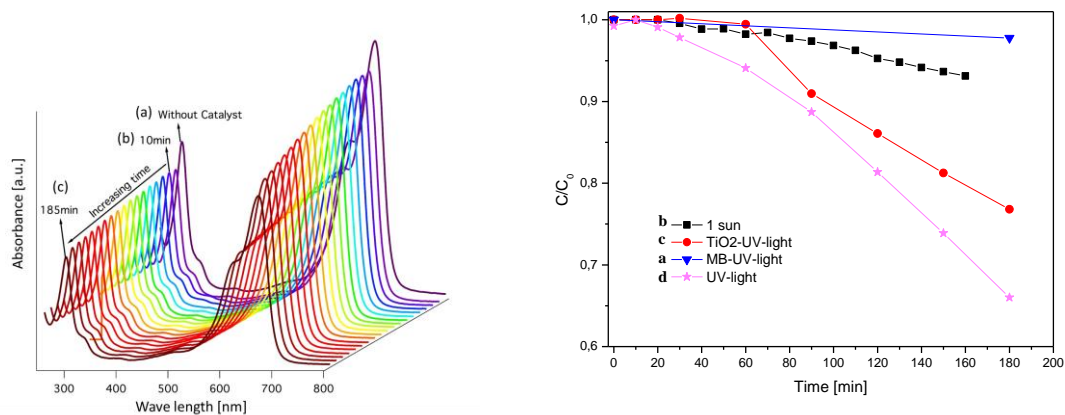 (a) Without Catalyst
(b) 10min
(c)
185min
Increasing time
Absorbance [a.u.]
300 400 500 600 700 800
Wave length [nm]
1,0
0,9
0,8
0,7
0,6
C/C0
b 1 sun
c TiO2-UV-light
a MB-UV-light
d UV-light
0 20 40 60 80 100 120 140 160 180 200
Time [min]